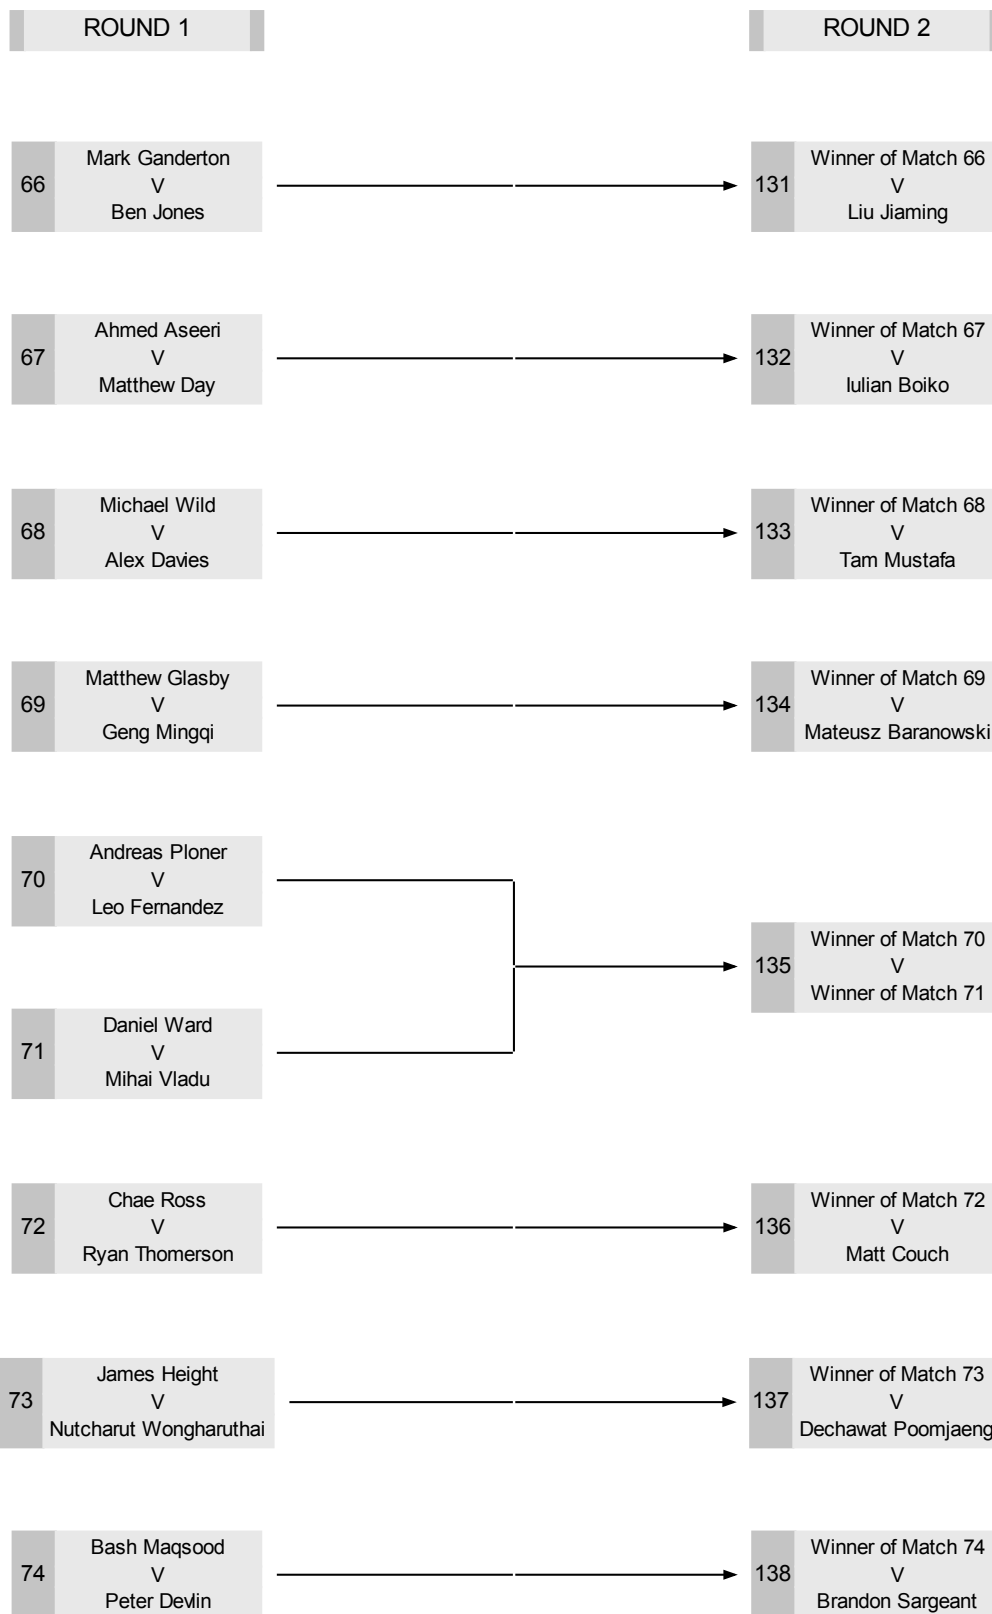 ROUND 1
ROUND 2
66
Mark Ganderton
V
Ben Jones
131
Winner of Match 66
V
Liu Jiaming
67
Ahmed Aseeri
V
Matthew Day
132
Winner of Match 67
V
Iulian Boiko
68
Michael Wild
V
Alex Davies
133
Winner of Match 68
V
Tam Mustafa
69
Matthew Glasby
V
Geng Mingqi
134
Winner of Match 69
V
Mateusz Baranowski
70
Andreas Ploner
V
Leo Fernandez
71
Daniel Ward
V
Mihai Vladu
135
Winner of Match 70
V
Winner of Match 71
72
Chae Ross
V
Ryan Thomerson
136
Winner of Match 72
V
Matt Couch
73
James Height
V
Nutcharut Wongharuthai
137
Winner of Match 73
V
Dechawat Poomjaeng
74
Bash Maqsood
V
Peter Devlin
138
Winner of Match 74
V
Brandon Sargeant